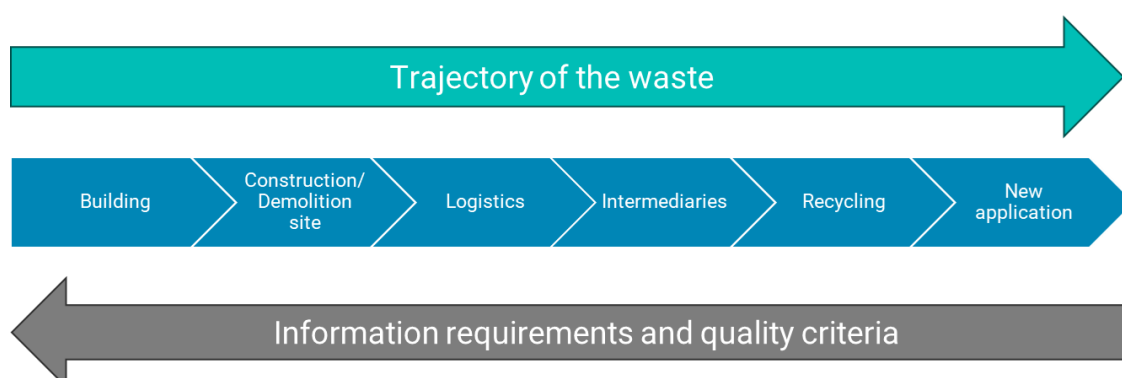 Trajectory of the waste
Building
Construction/
Demolition
site
Logistics
Intermediaries
Recycling
New
application
Information requirements and quality criteria